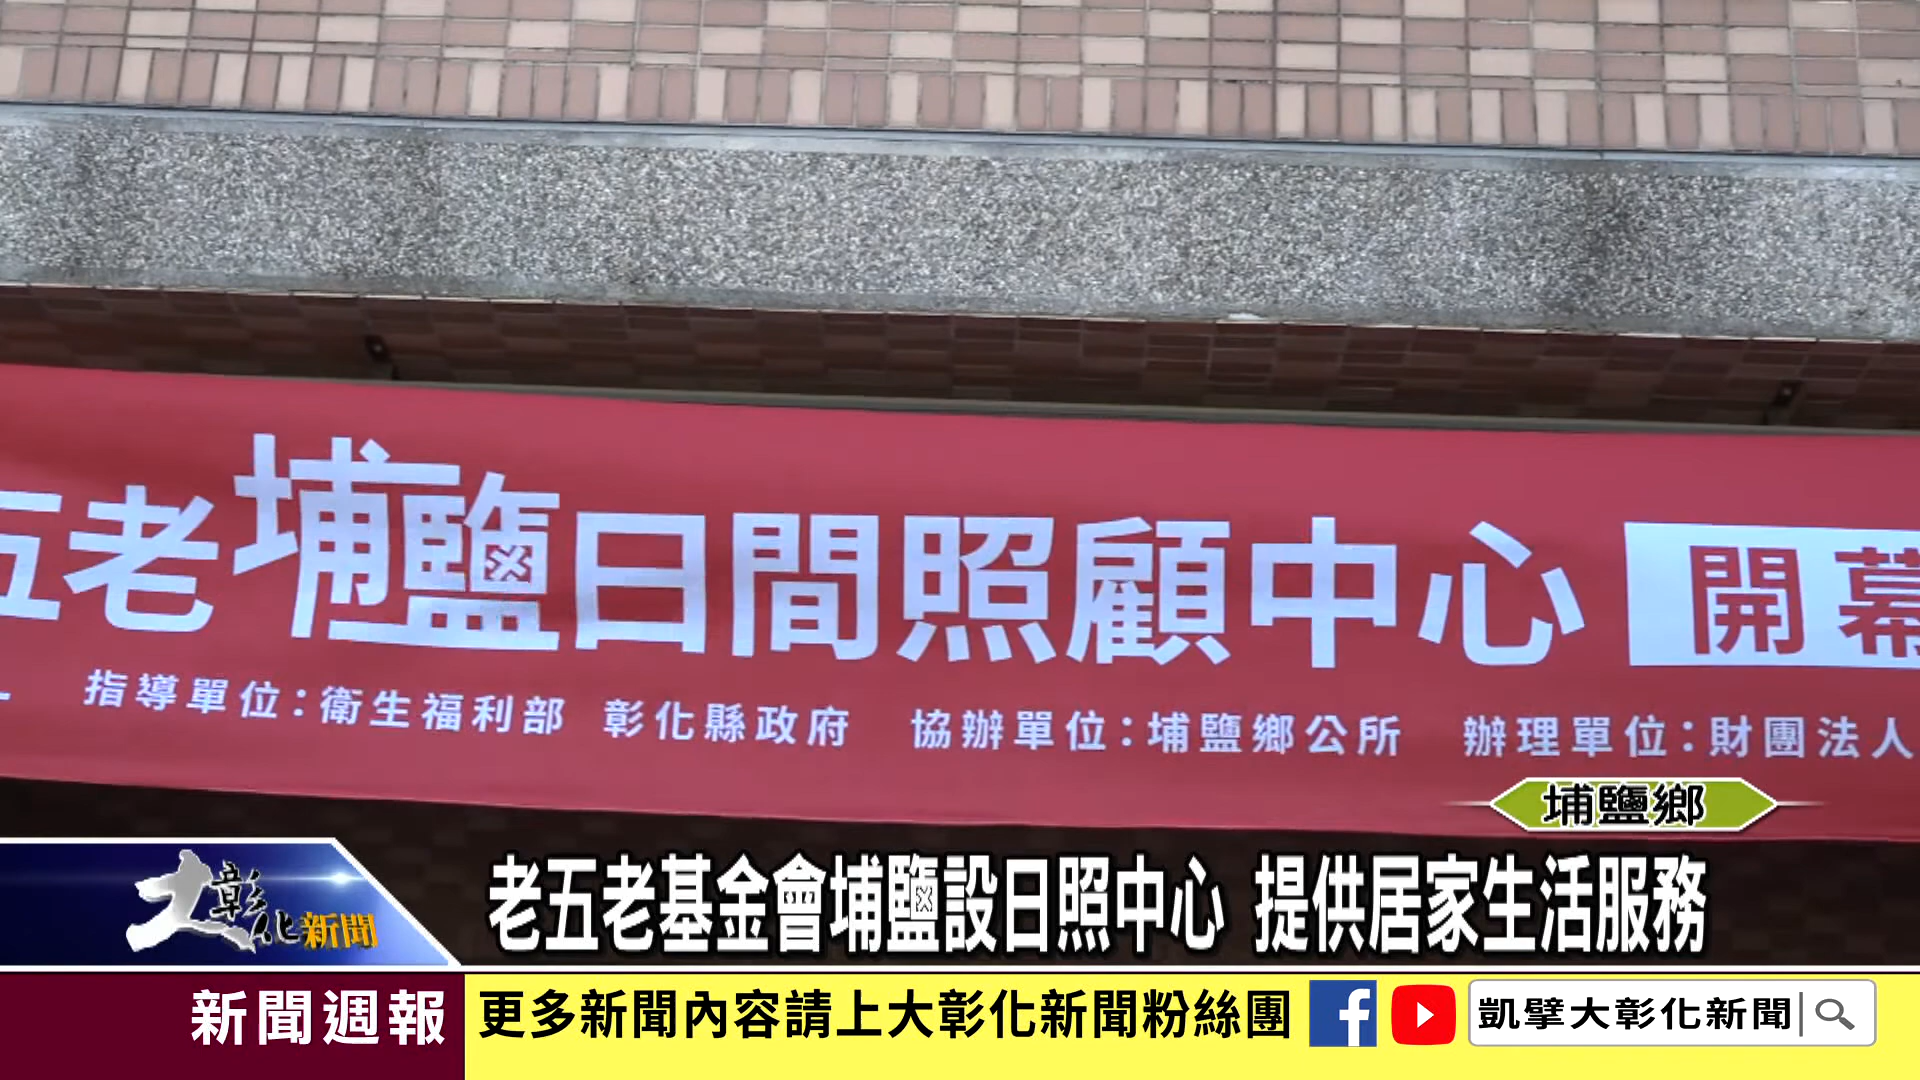 五老埔鹽日間照顧中心 開幕
指導單位：衛生福利部 彰化縣政府 協辦單位：埔鹽鄉公所 辦理單位：財團法人
埔鹽鄉
大彰化新聞
老五老基金會埔鹽設日照中心 提供居家生活服務
新聞週報
更多新聞內容請上大彰化新聞粉絲團
凱擘大彰化新聞